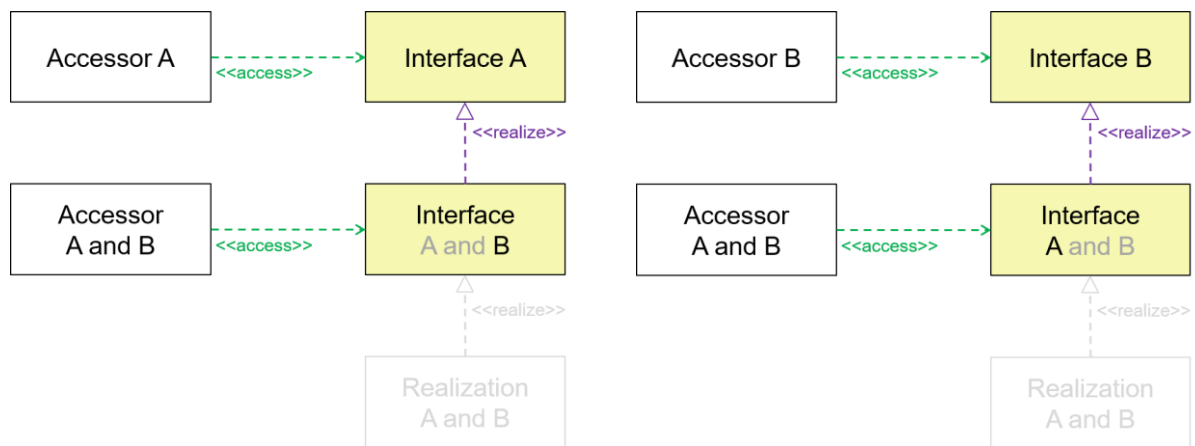 Accessor A
<<access>>
Interface A
Accessor B
<<access>>
Interface B
<<realize>>
<<realize>>
Accessor
A and B
<<access>>
Interface
A and B
Accessor
A and B
<<access>>
Interface
A and B
<<realize>>
<<realize>>
Realization
A and B
Realization
A and B